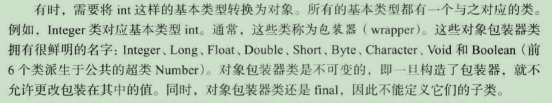 有时，需要将 int 这样的基本类型转换为对象。所有的基本类型都有一个与之对应的类。
例如，Integer 类对应基本类型 int。通常，这些类称为包装器（wrapper）。这些对象包装器类
拥有很鲜明的名字：Integer、Long、Float、Double、Short、Byte、Character、Void 和 Boolean（前
6 个类派生于公共的超类 Number）。对象包装器类是不可变的，即一旦构造了包装器，就不
允许更改包装在其中的值。同时，对象包装器类还是 final，因此不能定义它们的子类。